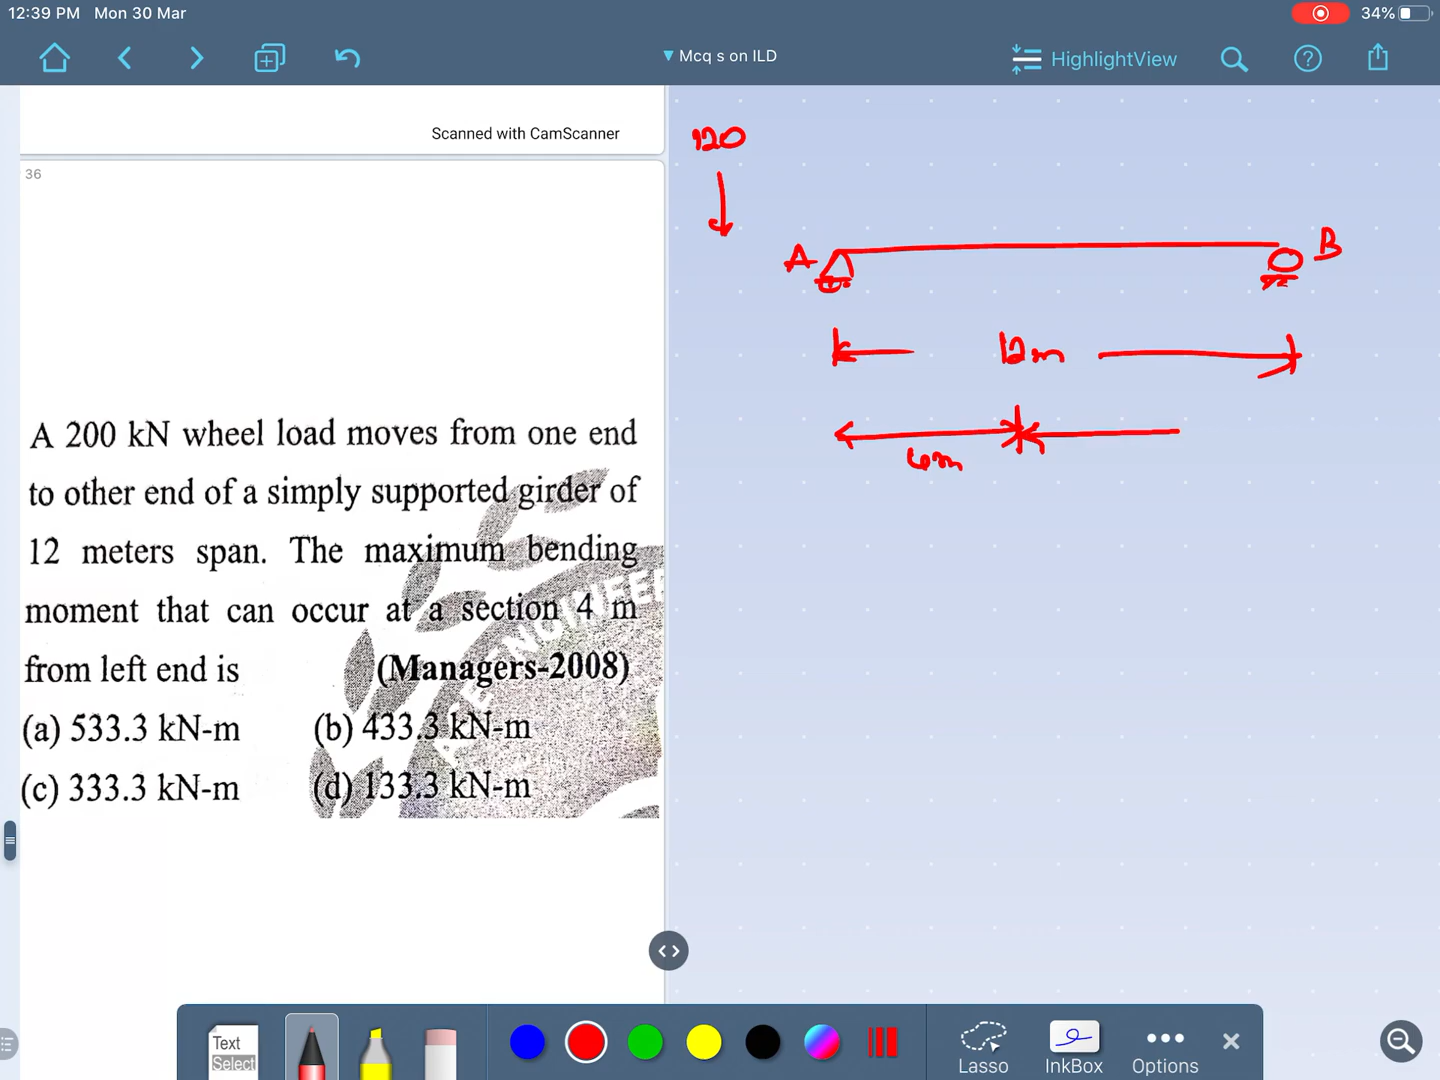 12:39 PM Mon 30 Mar
34%
Mcq s on ILD
HighlightView
Scanned with CamScanner
36
A 200 kN wheel load moves from one end
to other end of a simply supported girder of
12 meters span. The maximum bending
moment that can occur at a section 4 m
from left end is (Managers-2008)
(a) 533.3 kN-m (b) 433.3 kN-m
(c) 333.3 kN-m (d) 133.3 kN-m
120
A
B
12m
Text
Select
Lasso
InkBox
Options